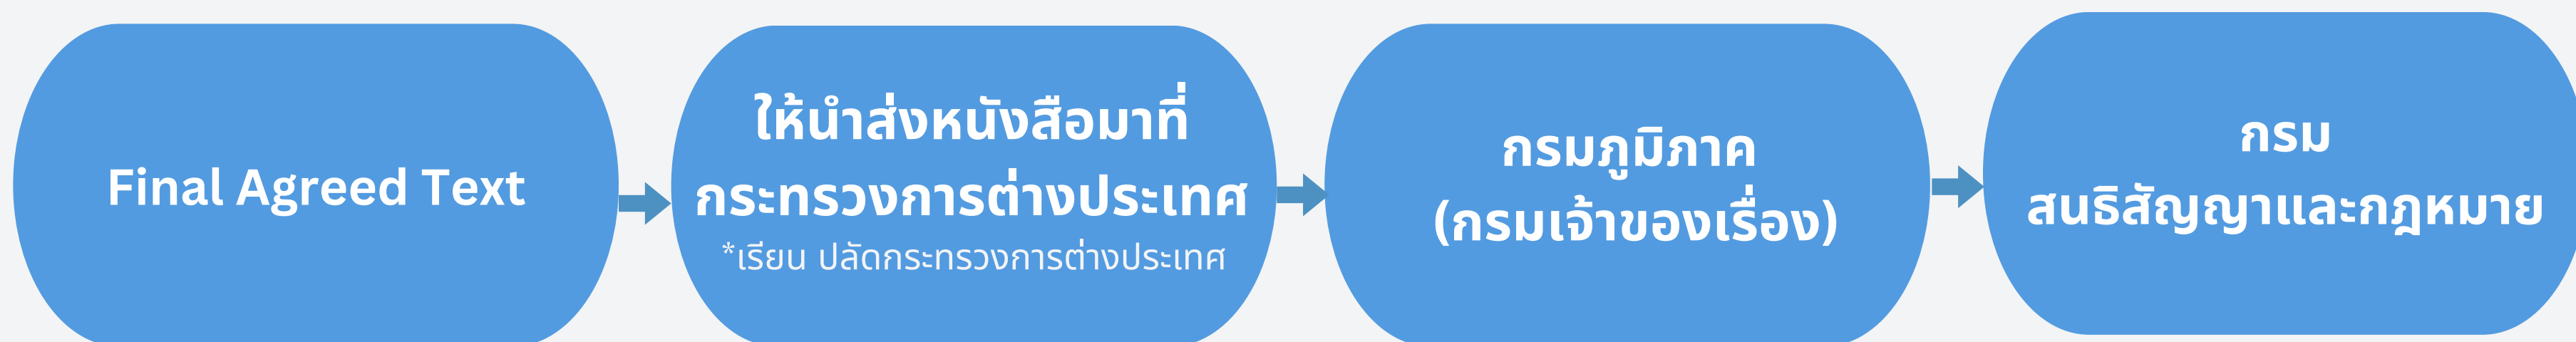 Final Agreed Text
ให้นำส่งหนังสือมาที่
กระทรวงการต่างประเทศ
*เรียน ปลัดกระทรวงการต่างประเทศ
กรมภูมิภาค
(กรมเจ้าของเรื่อง)
กรม
สนธิสัญญาและกฎหมาย